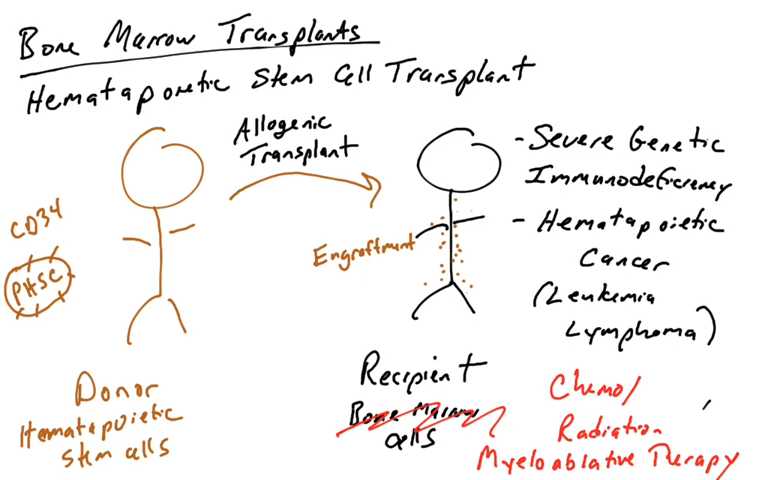 Bone Marrow Transplants
Hematapoietic Stem Cell Transplant
Allogenic
Transplant
CD34
PHSC
Engraftment
Donor
Hematapoietic
Stem cells
- Severe Genetic
Immunodeficiency
- Hematapoietic
Cancer
(Leukemia
Lymphoma)
Recipient
Bone Marrow
Cells
Chemo/
Radiation
Myeloablative Therapy